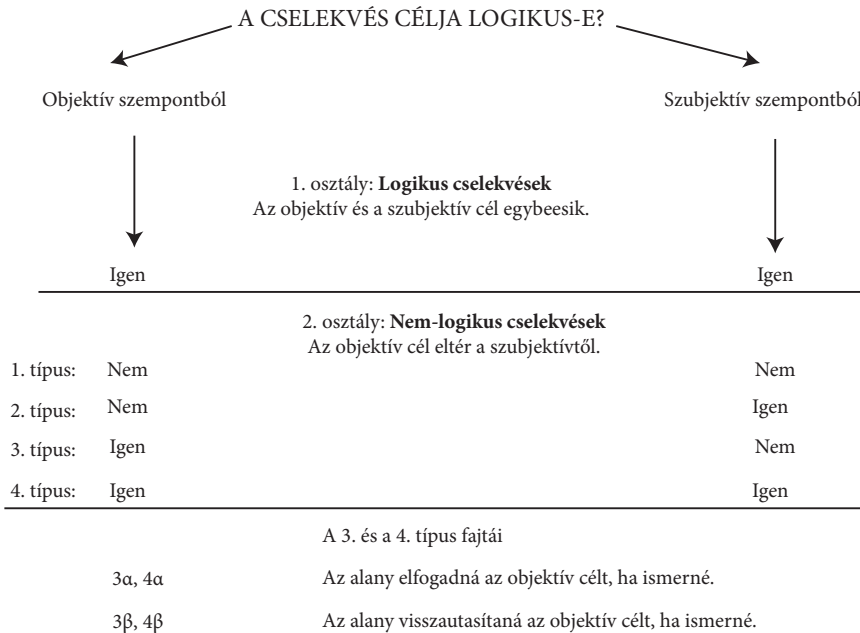 A CSELEKVÉS CÉLJA LOGIKUS-E?
Objektív szempontból Szubjektív szempontból
1. osztály: Logikus cselekvések
Az objektív és a szubjektív cél egybeesik.
Igen Igen
2. osztály: Nem-logikus cselekvések
Az objektív cél eltér a szubjektívtől.
1. típus: Nem Nem
2. típus: Nem Igen
3. típus: Igen Nem
4. típus: Igen Igen
A 3. és a 4. típus fajtái
3α, 4α Az alany elfogadná az objektív célt, ha ismerné.
3β, 4β Az alany visszautasítaná az objektív célt, ha ismerné.